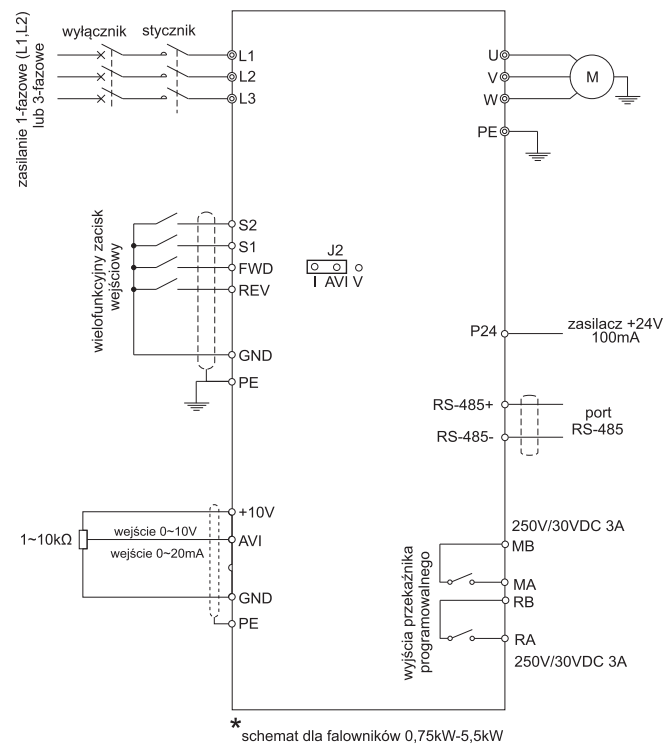 wyłącznik stycznik
zasilanie 1-fazowe (L1,L2)
lub 3-fazowe
L1
L2
L3
U
V
W
PE
M
wielofunkcyjny zacisk
wejściowy
S2
S1
FWD
REV
GND
PE
J2
I AVI V
P24
zasilacz +24V
100mA
RS-485+
RS-485-
port
RS-485
1~10kΩ
wejście 0~10V
wejście 0~20mA
+10V
AVI
GND
PE
wyjścia przekaźnika
programowalnego
250V/30VDC 3A
MB
MA
RB
RA
250V/30VDC 3A
* schemat dla falowników 0,75kW-5,5kW